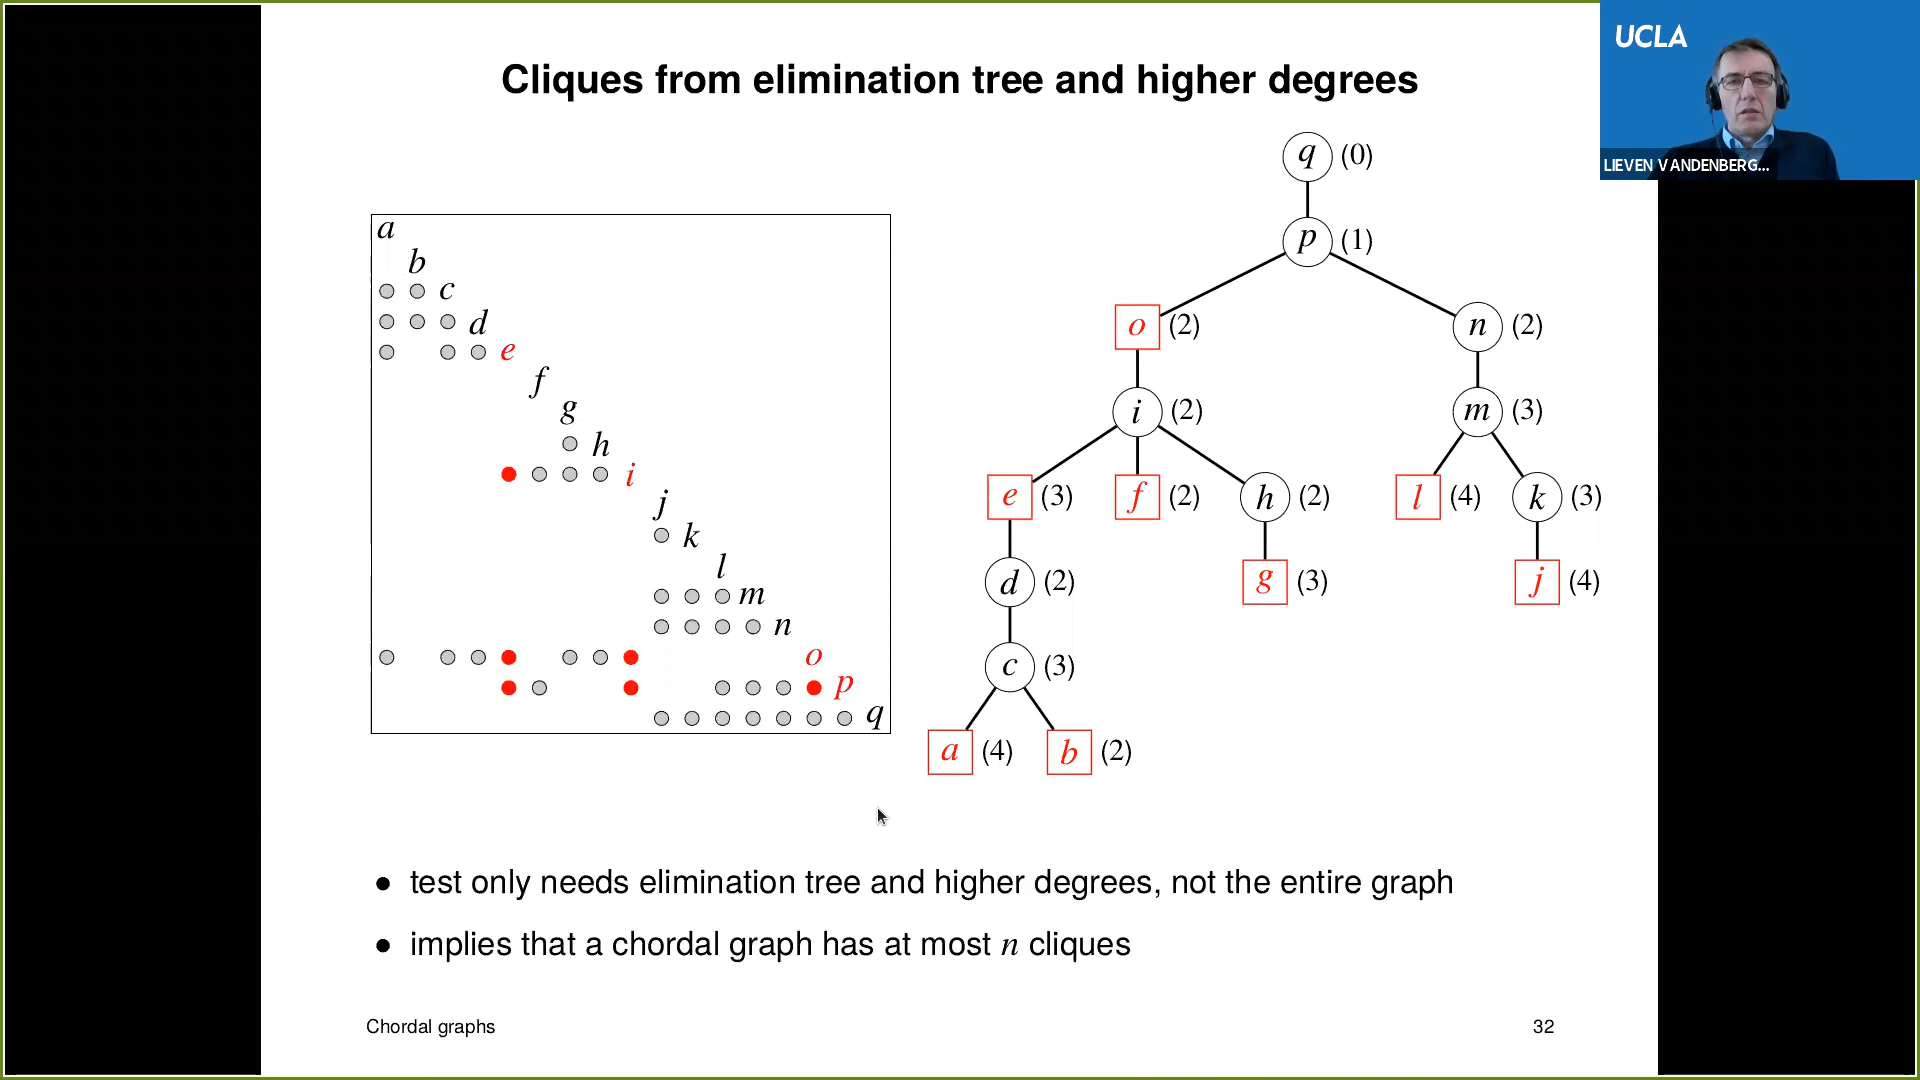 UCLA
LIEVEN VANDENBERG...
Cliques from elimination tree and higher degrees
a
b
c
d
e
f
g
h
i
j
k
l
m
n
o
p
q
q (0)
p (1)
o (2)
n (2)
i (2)
m (3)
e (3)
f (2)
h (2)
l (4)
k (3)
d (2)
g (3)
j (4)
c (3)
a (4)
b (2)
● test only needs elimination tree and higher degrees, not the entire graph
● implies that a chordal graph has at most n cliques
Chordal graphs
32